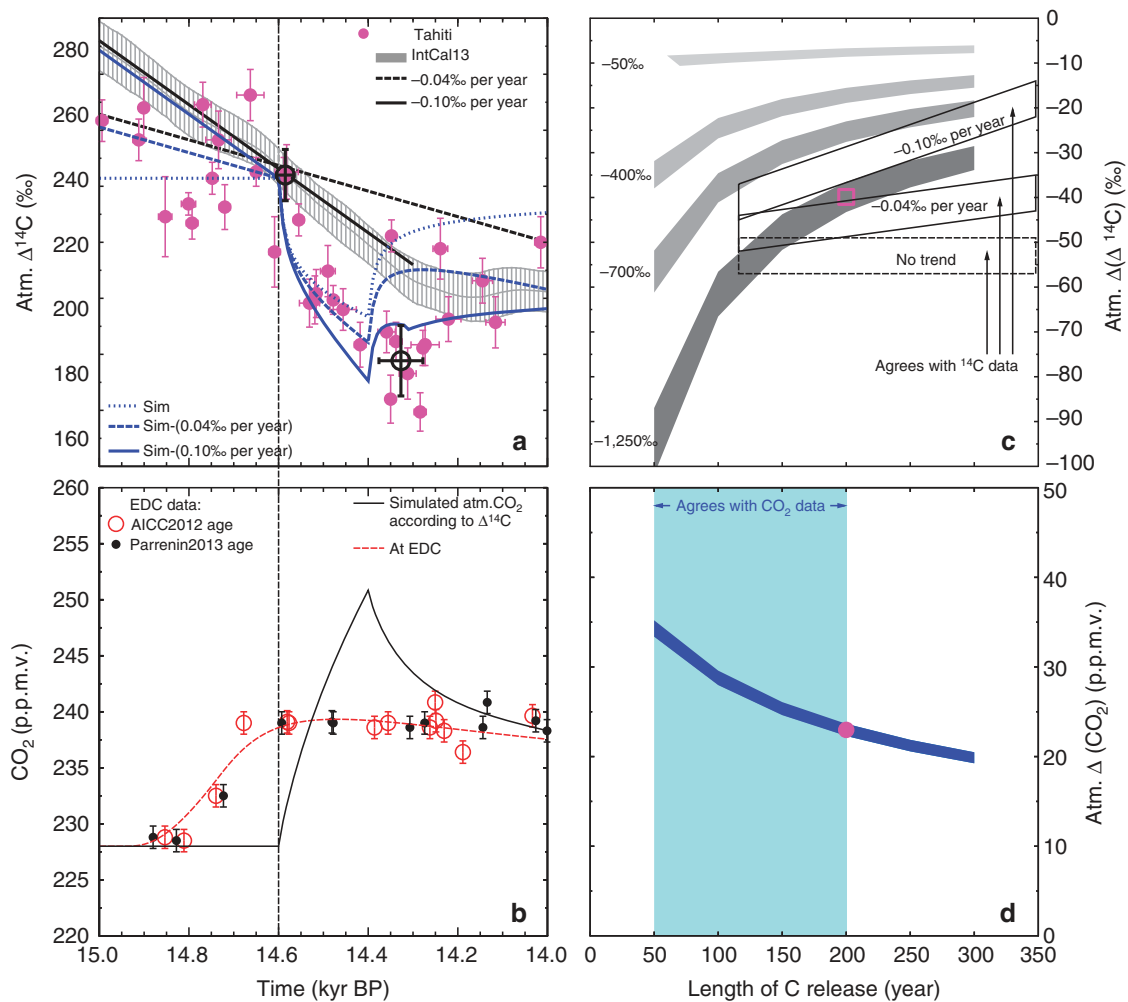 280
260
240
220
200
180
160
Atm. Δ¹⁴C (‰)
Tahiti
IntCal13
−0.04‰ per year
−0.10‰ per year
Sim
Sim-(0.04‰ per year)
Sim-(0.10‰ per year)
a
260
255
250
245
240
235
230
225
220
CO₂ (p.p.m.v.)
EDC data:
AICC2012 age
Parrenin2013 age
Simulated atm.CO₂
according to Δ¹⁴C
At EDC
b
15.0
14.8
14.6
14.4
14.2
14.0
Time (kyr BP)
0
−10
−20
−30
−40
−50
−60
−70
−80
−90
−100
Atm. Δ(Δ ¹⁴C) (‰)
−50‰
−400‰
−700‰
−1,250‰
−0.10‰ per year
−0.04‰ per year
No trend
Agrees with ¹⁴C data
c
50
40
30
20
10
0
Atm. Δ (CO₂) (p.p.m.v.)
Agrees with CO₂ data
d
0
50
100
150
200
250
300
350
Length of C release (year)